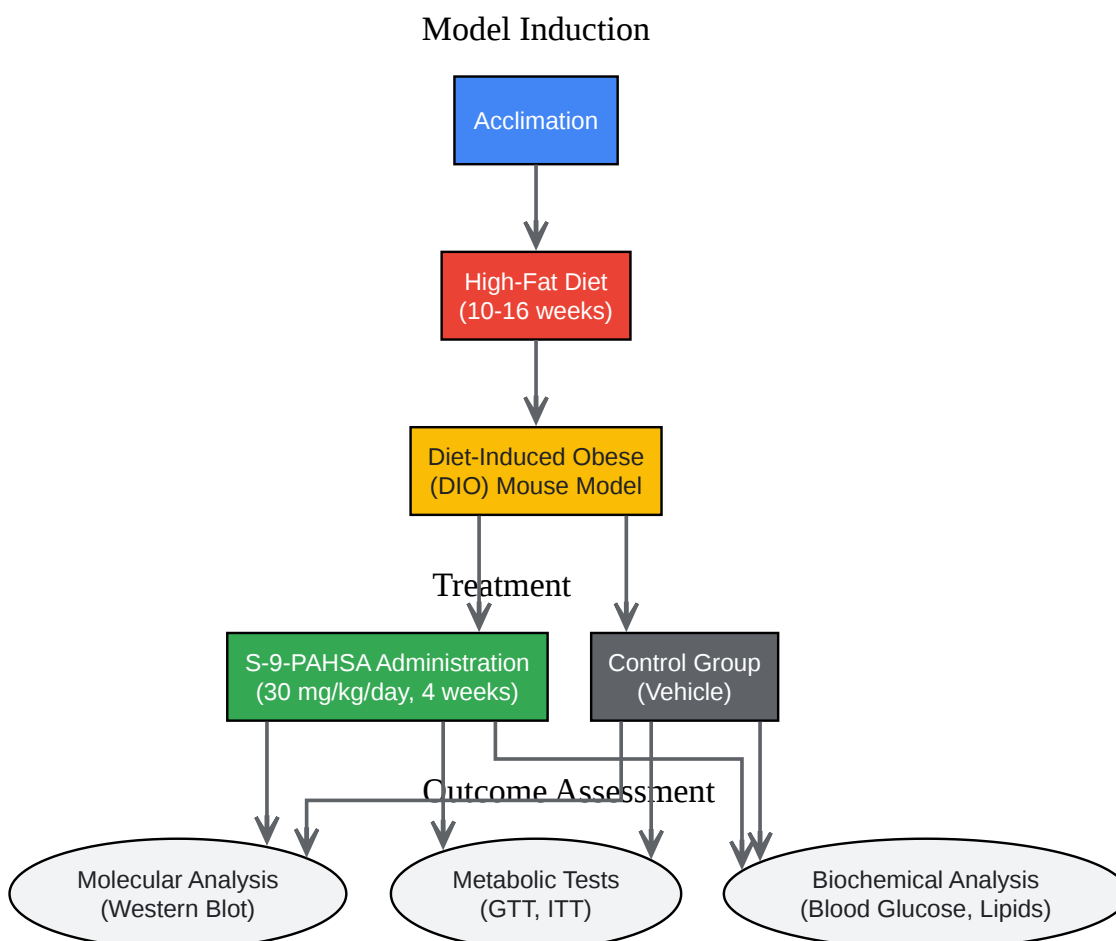 Model Induction
Acclimation
High-Fat Diet
(10-16 weeks)
Diet-Induced Obese
(DIO) Mouse Model
Treatment
S-9-PAHSA Administration
(30 mg/kg/day, 4 weeks)
Control Group
(Vehicle)
Outcome Assessment
Molecular Analysis
(Western Blot)
Metabolic Tests
(GTT, ITT)
Biochemical Analysis
(Blood Glucose, Lipids)